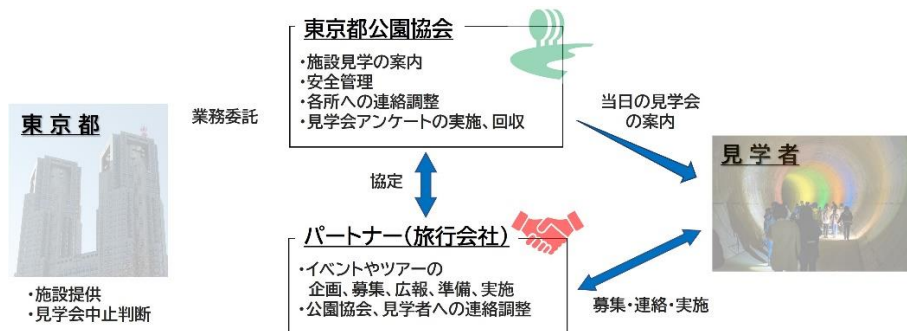 東京都公園協会
・施設見学の案内
・安全管理
・各所への連絡調整
・見学会アンケートの実施、回収
業務委託
東京都
・施設提供
・見学会中止判断
協定
当日の見学会
の案内
見学者
パートナー(旅行会社)
・イベントやツアーの
企画、募集、広報、準備、実施
・公園協会、見学者への連絡調整
募集・連絡・実施